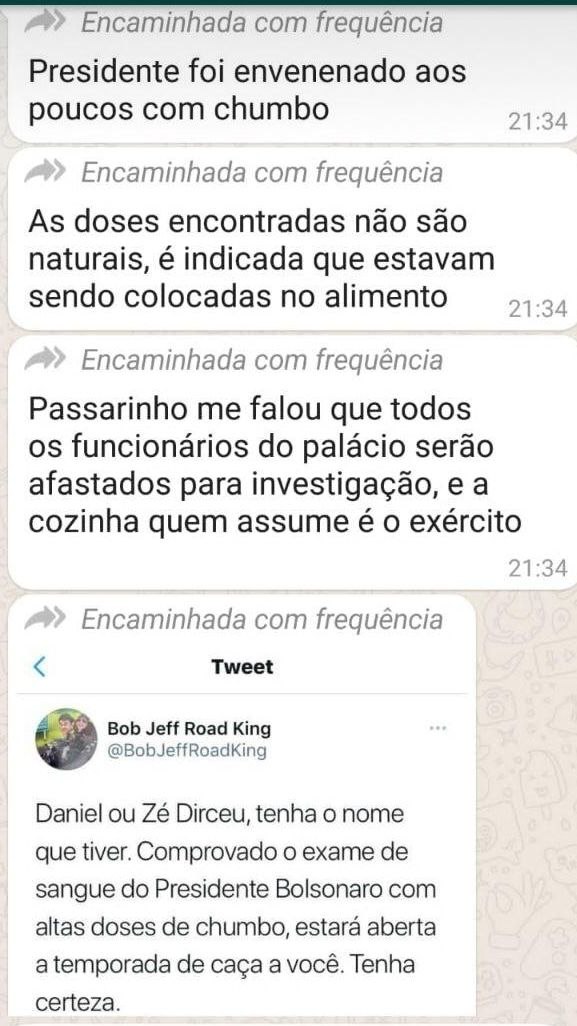 Encaminhada com frequência
Presidente foi envenenado aos
poucos com chumbo
21:34
Encaminhada com frequência
As doses encontradas não são
naturais, é indicada que estavam
sendo colocadas no alimento
21:34
Encaminhada com frequência
Passarinho me falou que todos
os funcionários do palácio serão
afastados para investigação, e a
cozinha quem assume é o exército
21:34
Encaminhada com frequência
Tweet
Bob Jeff Road King
@BobJeffRoadKing
Daniel ou Zé Dirceu, tenha o nome
que tiver. Comprovado o exame de
sangue do Presidente Bolsonaro com
altas doses de chumbo, estará aberta
a temporada de caça a você. Tenha
certeza.